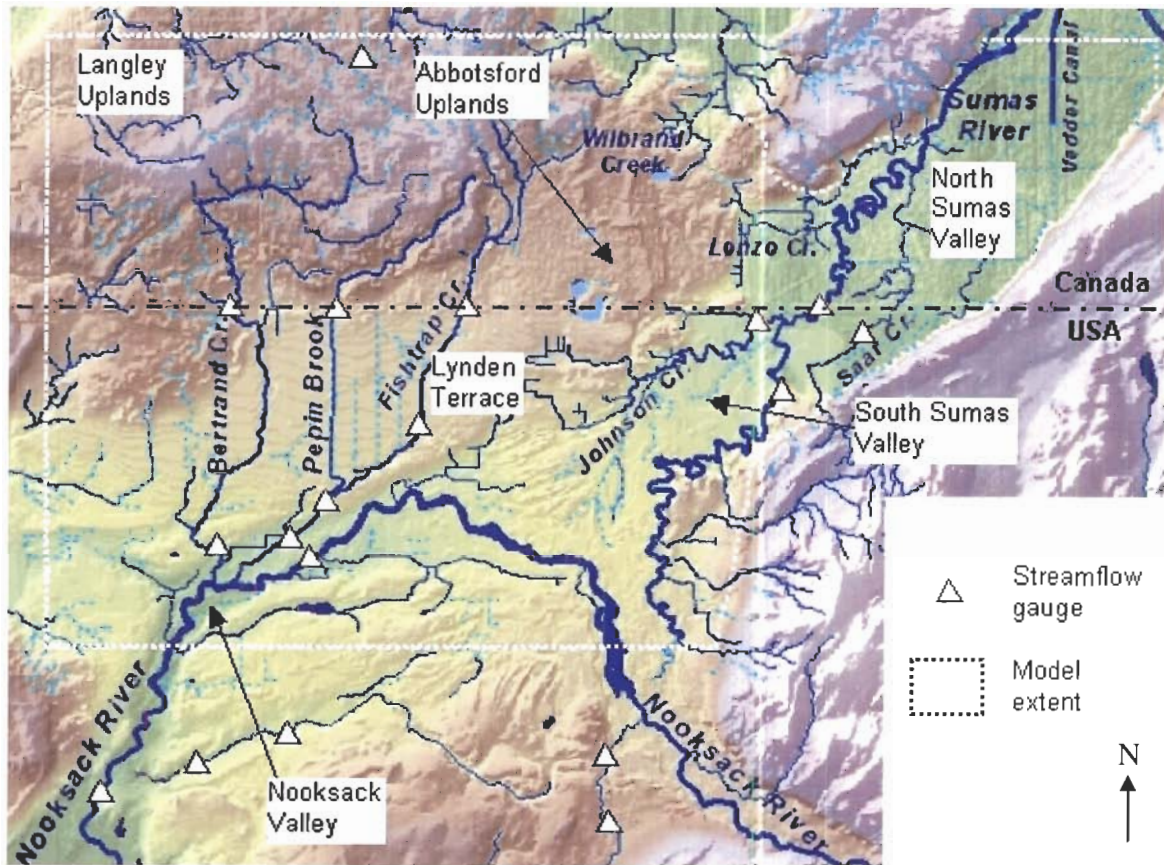 Langley
Uplands
Abbotsford
Uplands
Wilbrand
Creek
Sumas
River
Vedder Canal
North
Sumas
Valley
Lonzo Cr.
Canada
USA
Bertrand Cr.
Pepin Brook
Fishtrap Cr.
Lynden
Terrace
Johnson Cr.
Saar Cr.
South Sumas
Valley
Streamflow
gauge
Model
extent
N
Nooksack River
Nooksack
Valley
Nooksack River